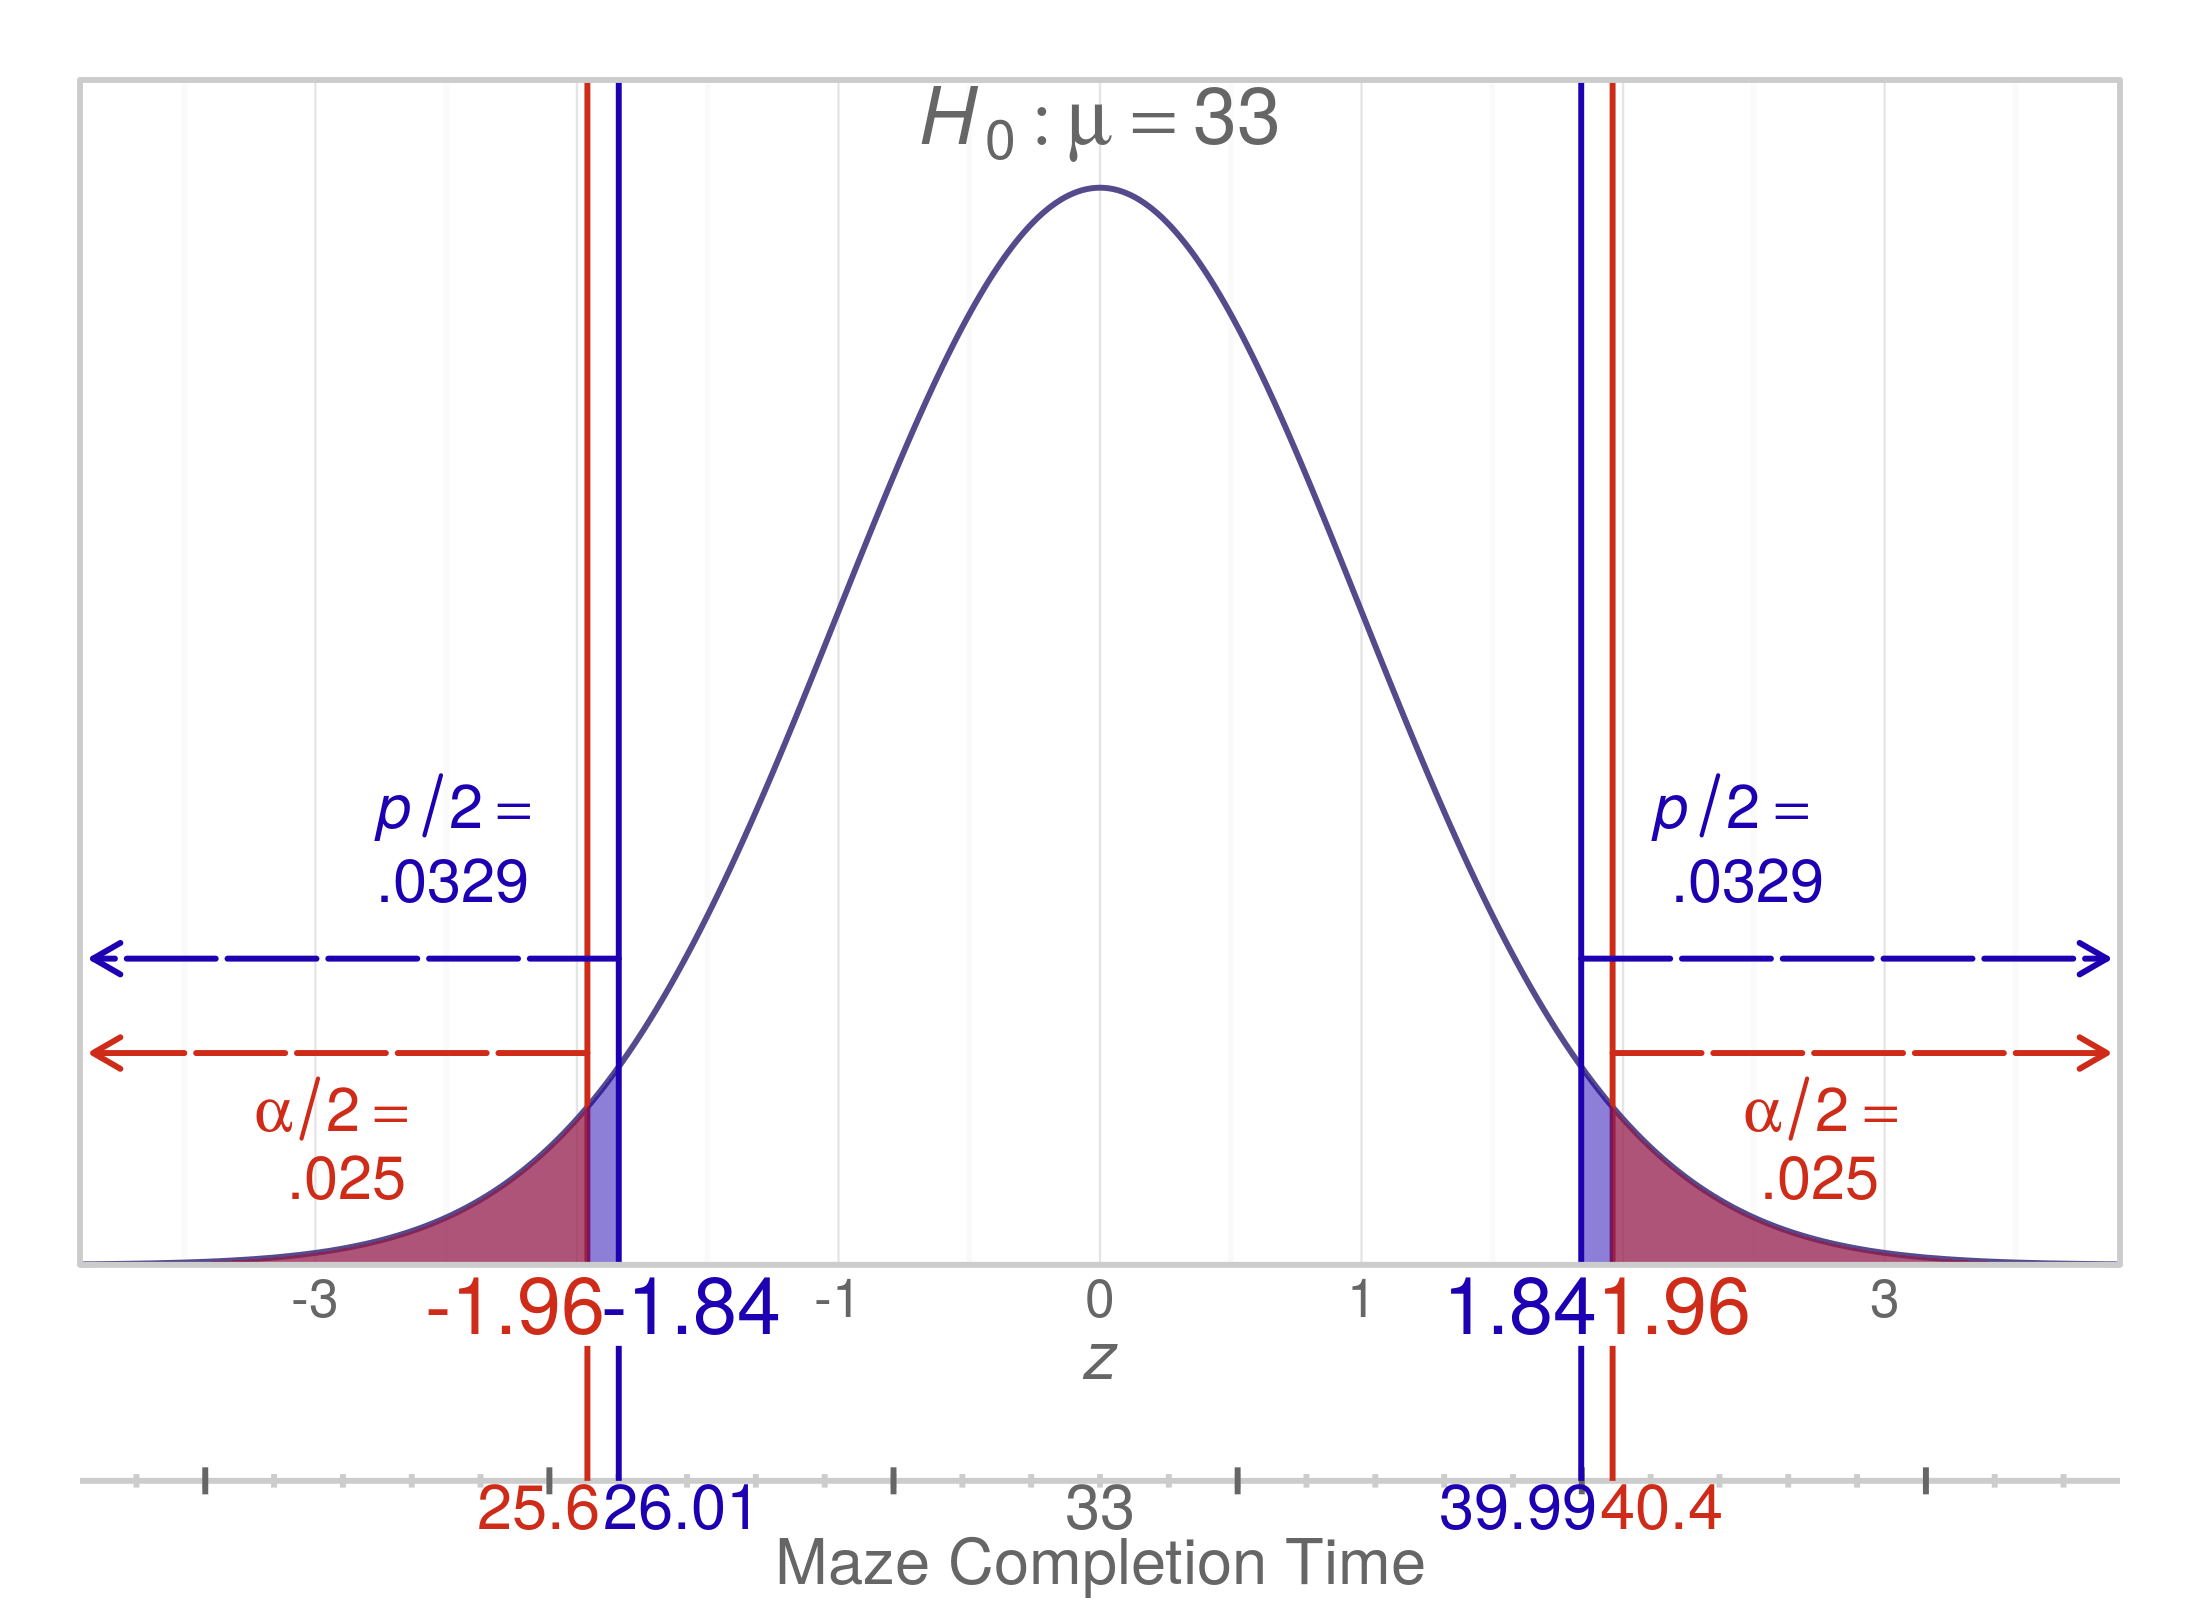 H0 : μ = 33
p/2 =
.0329
p/2 =
.0329
α/2 =
.025
α/2 =
.025
-3 -1.96 -1.84 -1 0 1 1.84 1.96 3
z
25.6 26.01 33 39.99 40.4
Maze Completion Time